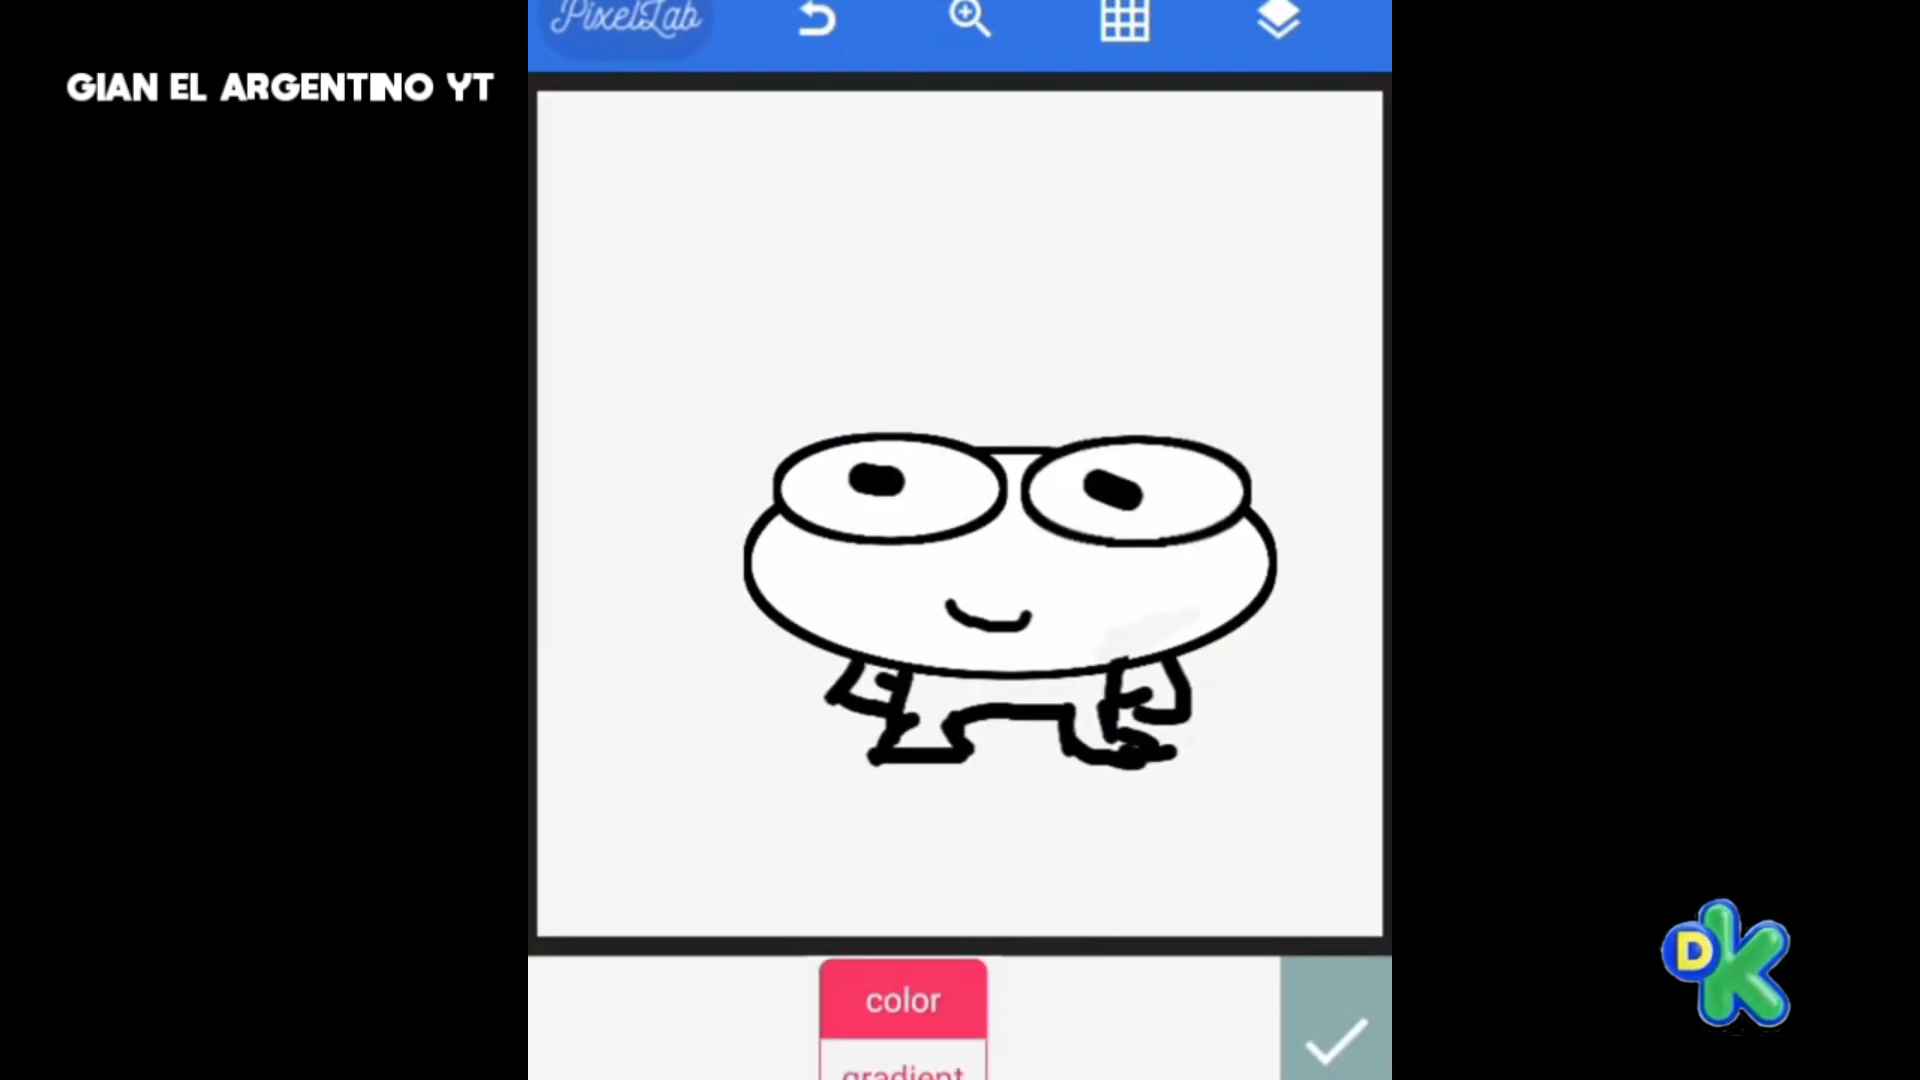 PixelLab
GIAN EL ARGENTINO YT
color
gradient
DK